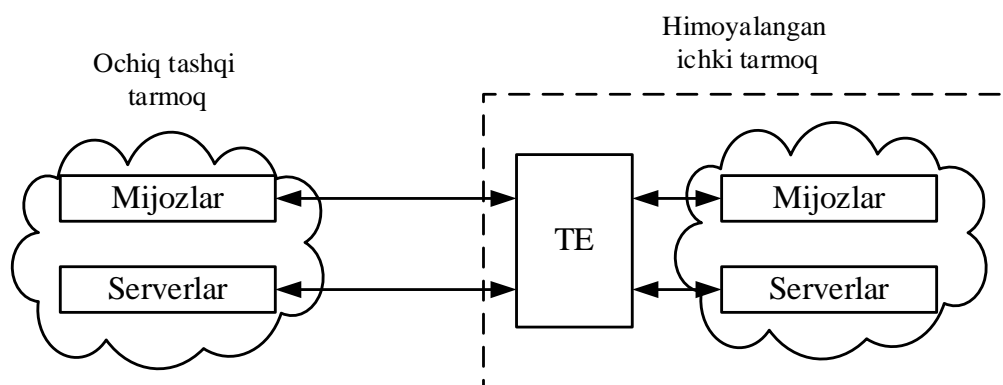 Ochiq tashqi
tarmoq
Himoyalangan
ichki tarmoq
Mijozlar
Serverlar
TE
Mijozlar
Serverlar